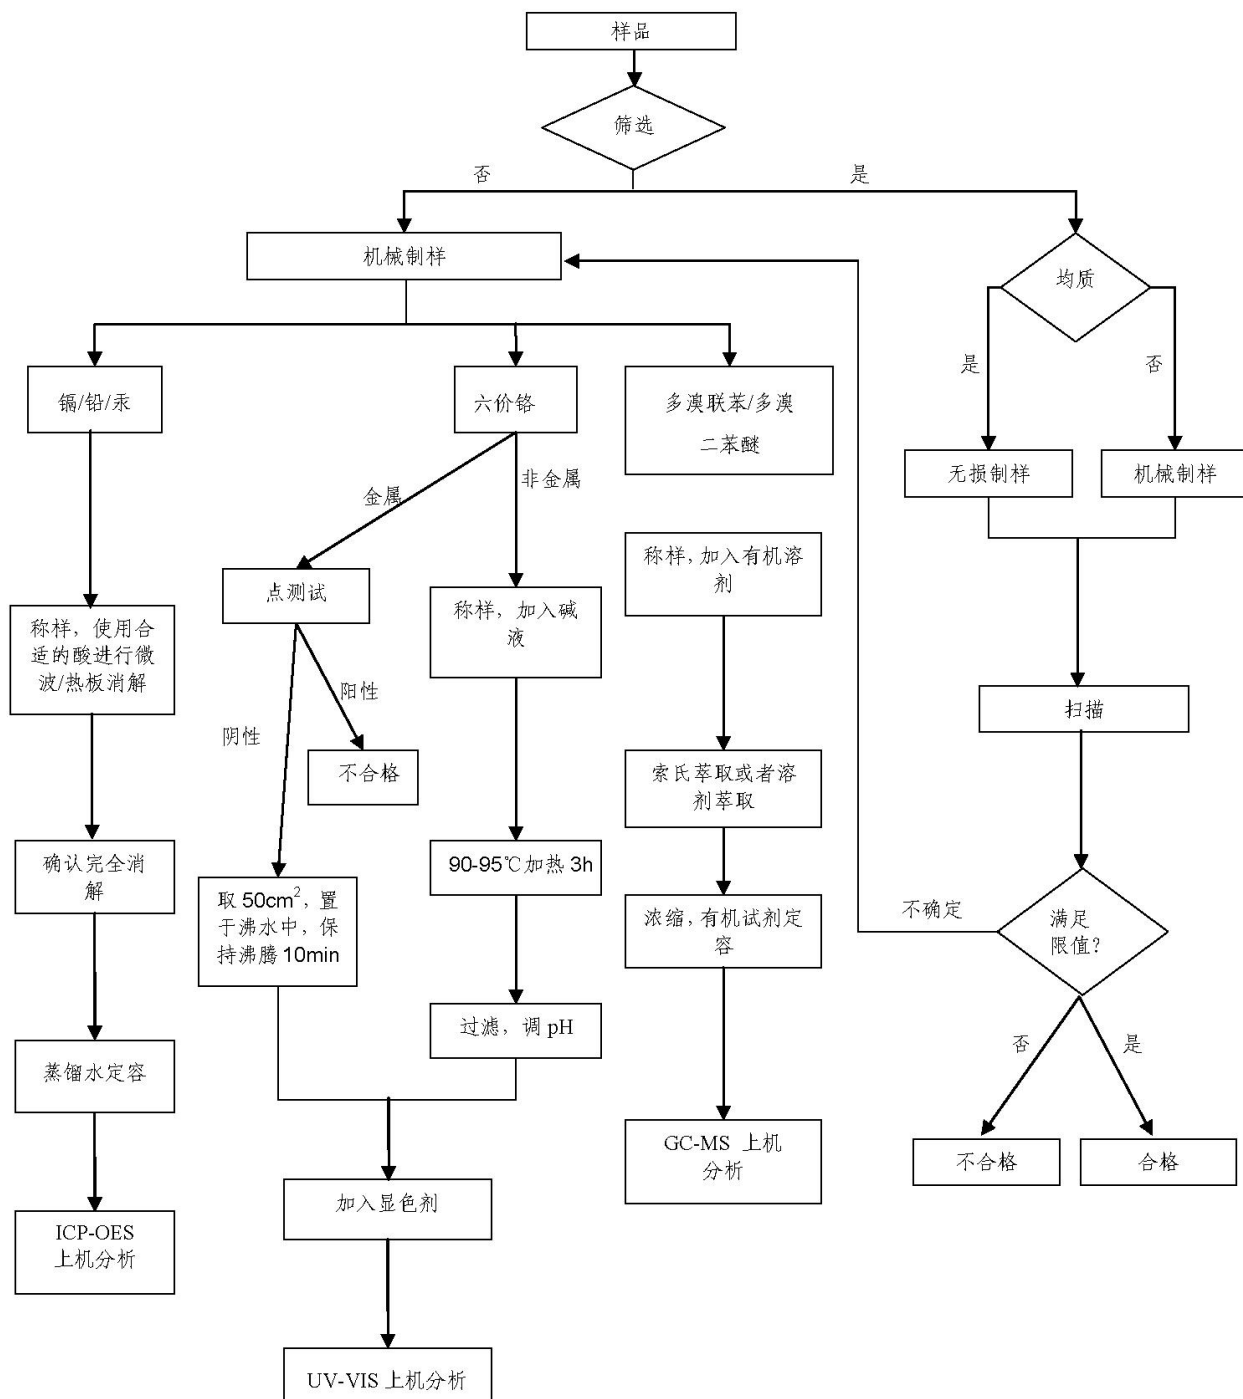 样品
筛选
否
是
机械制样
均质
是
否
镉/铅/汞
六价铬
多溴联苯/多溴
二苯醚
无损制样
机械制样
金属
非金属
点测试
称样，加入碱
液
称样，加入有机溶
剂
称样，使用合
适的酸进行微
波/热板消解
阴性
阳性
不合格
扫描
索氏萃取或者溶
剂萃取
确认完全消
解
90-95℃加热 3h
取 50cm²，置
于沸水中，保
持沸腾 10min
浓缩，有机试剂定
容
不确定
满足
限值？
过滤，调 pH
蒸馏水定容
否
是
GC-MS 上机
分析
不合格
合格
加入显色剂
ICP-OES
上机分析
UV-VIS 上机分析